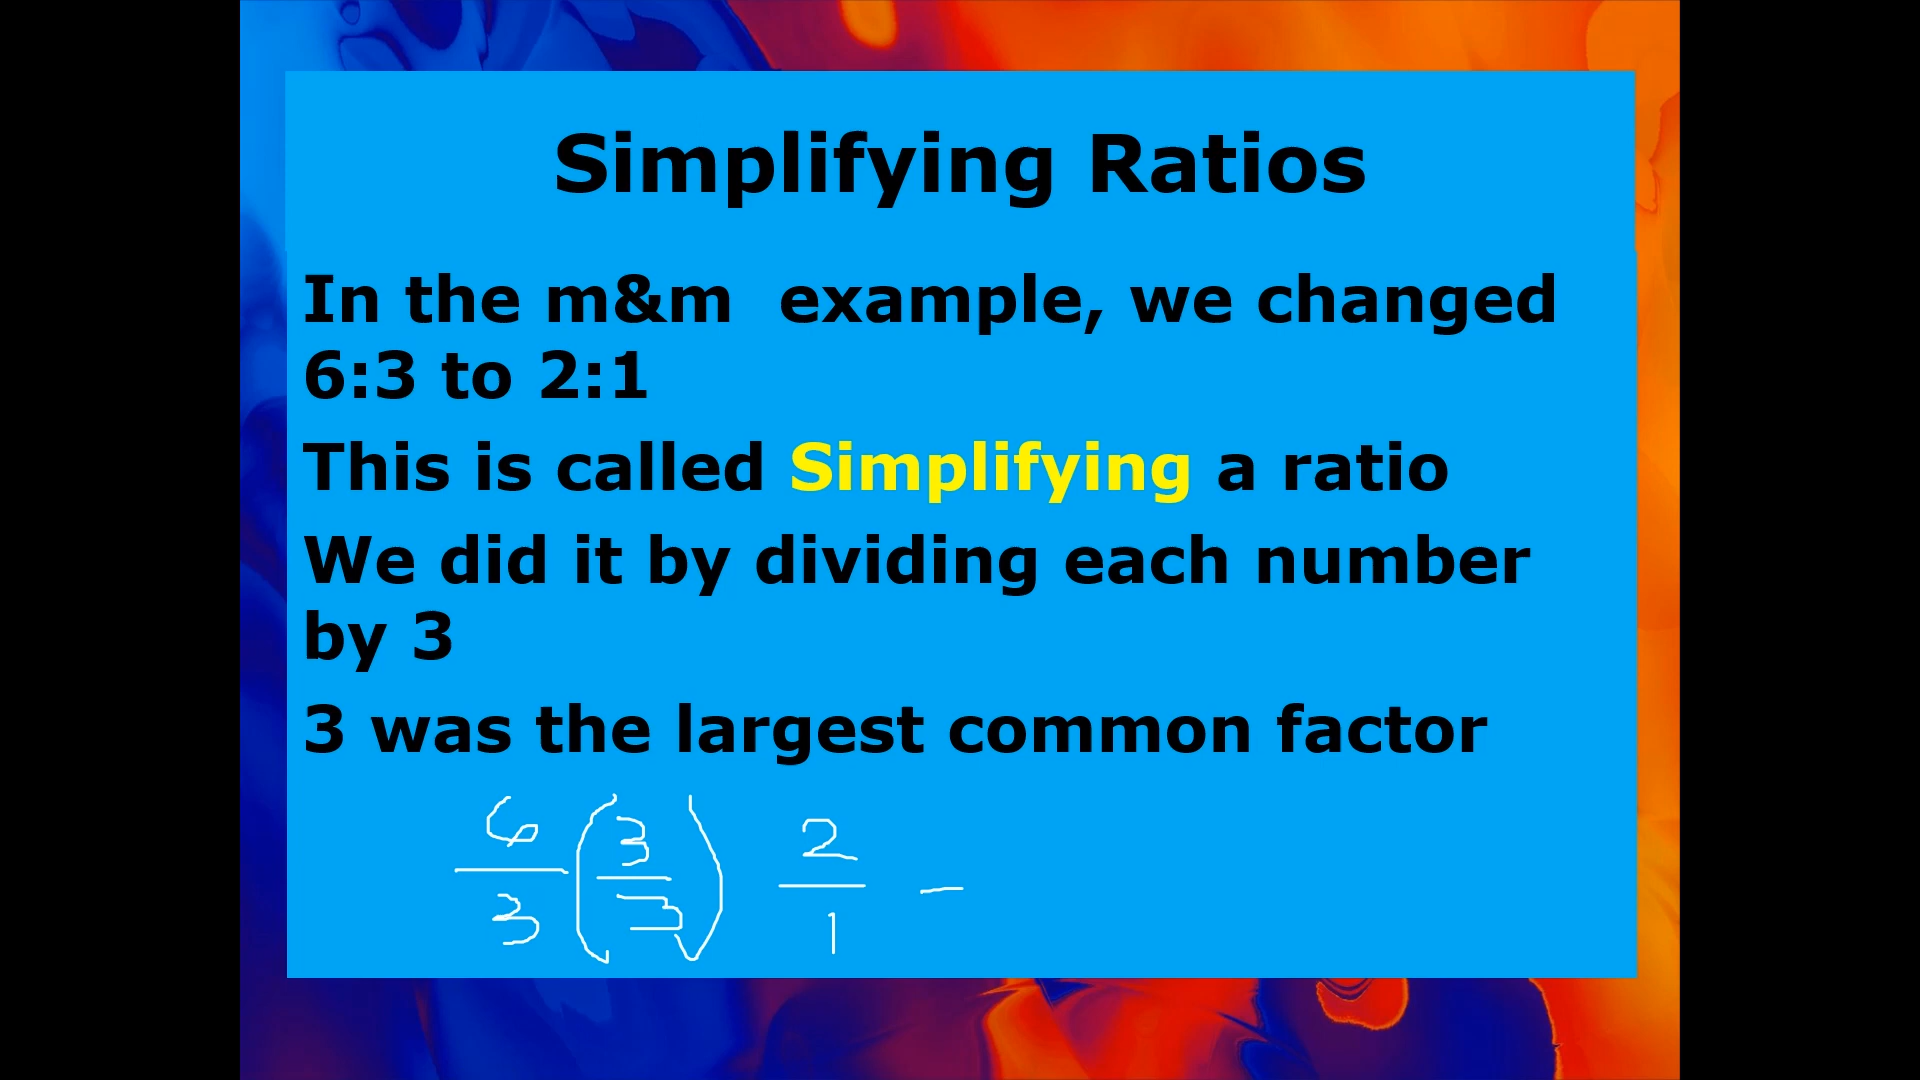 Simplifying Ratios
In the m&m  example, we changed
6:3 to 2:1
This is called Simplifying a ratio
We did it by dividing each number
by 3
3 was the largest common factor
6/3 (3/3) 2/1 –